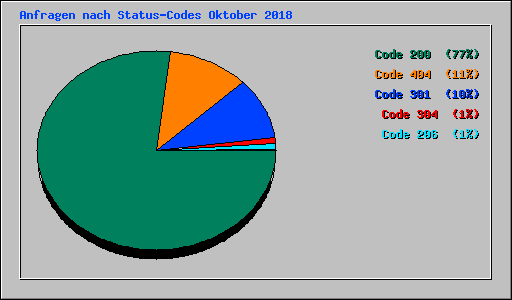 Anfragen nach Status-Codes Oktober 2018
Code 200 (77%)
Code 404 (11%)
Code 301 (10%)
Code 304 (1%)
Code 206 (1%)